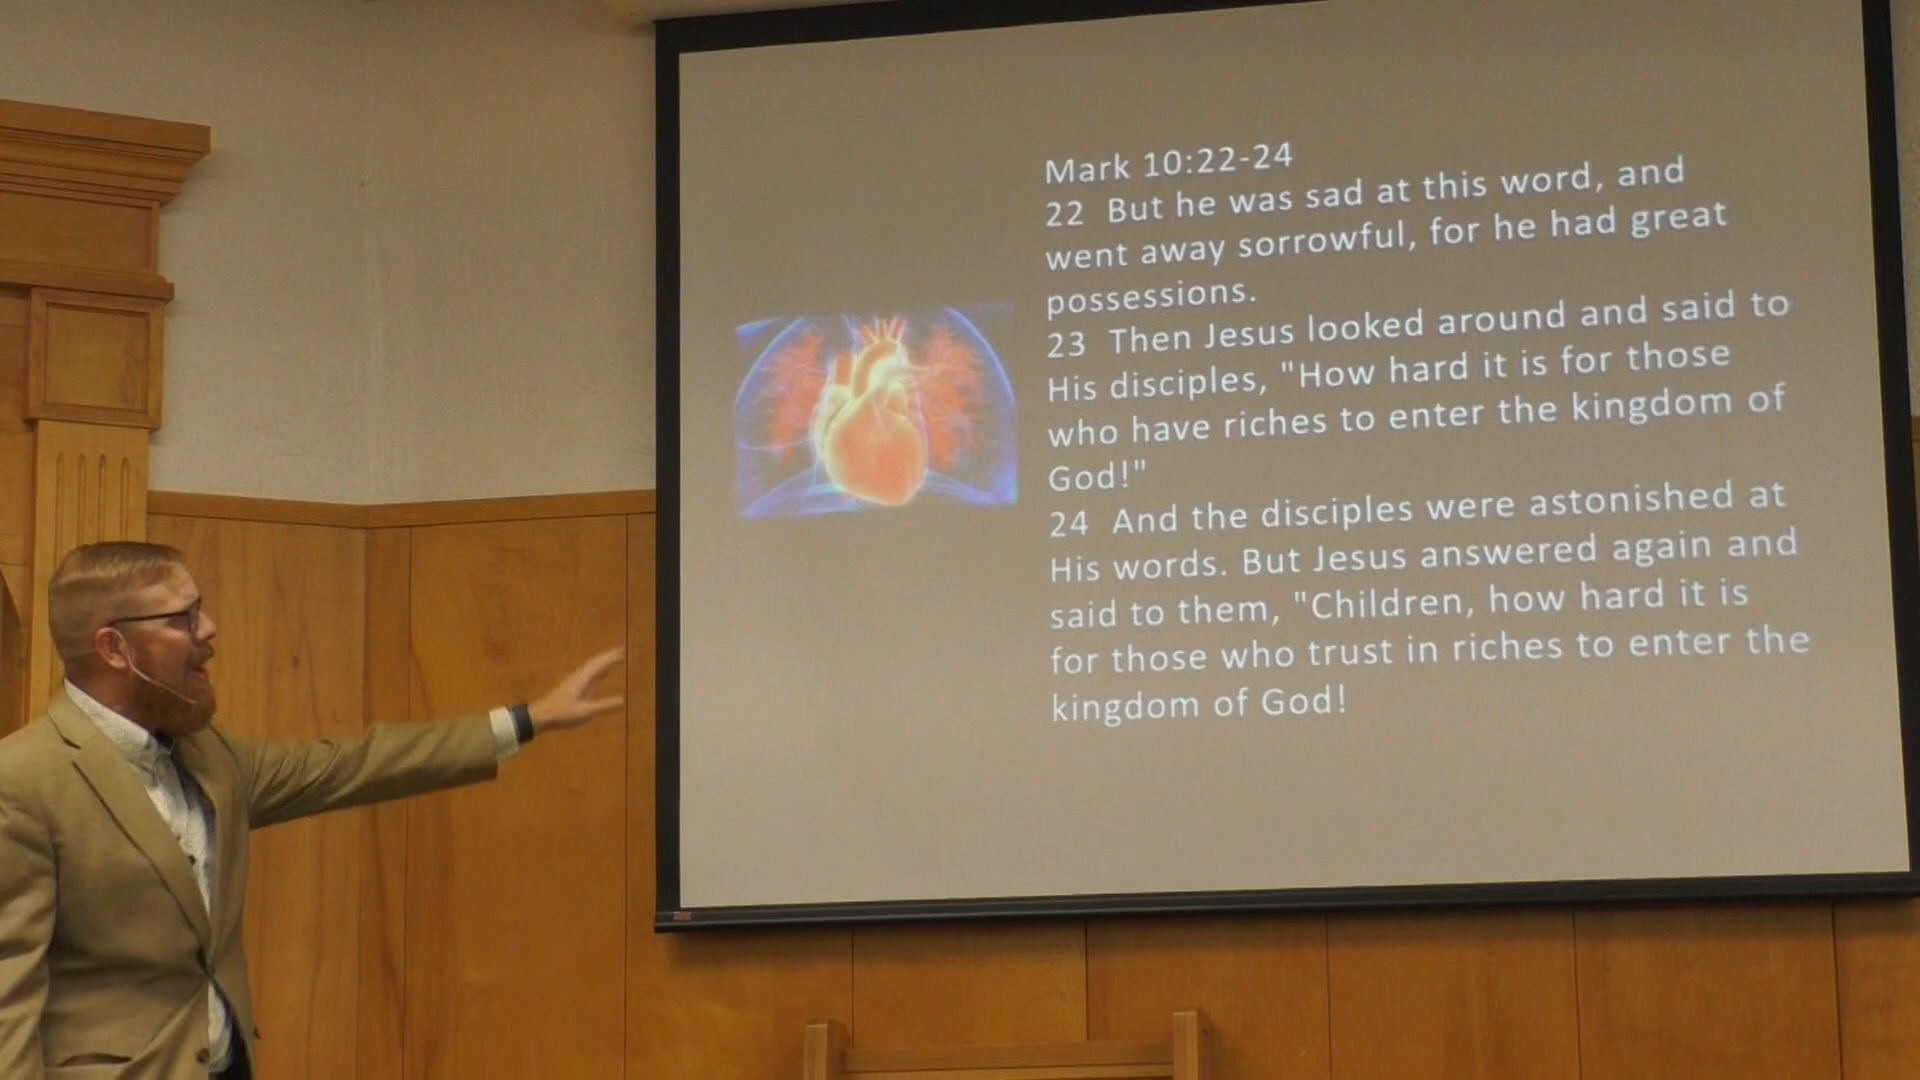 Mark 10:22-24
22 But he was sad at this word, and
went away sorrowful, for he had great
possessions.
23 Then Jesus looked around and said to
His disciples, "How hard it is for those
who have riches to enter the kingdom of
God!"
24 And the disciples were astonished at
His words. But Jesus answered again and
said to them, "Children, how hard it is
for those who trust in riches to enter the
kingdom of God!